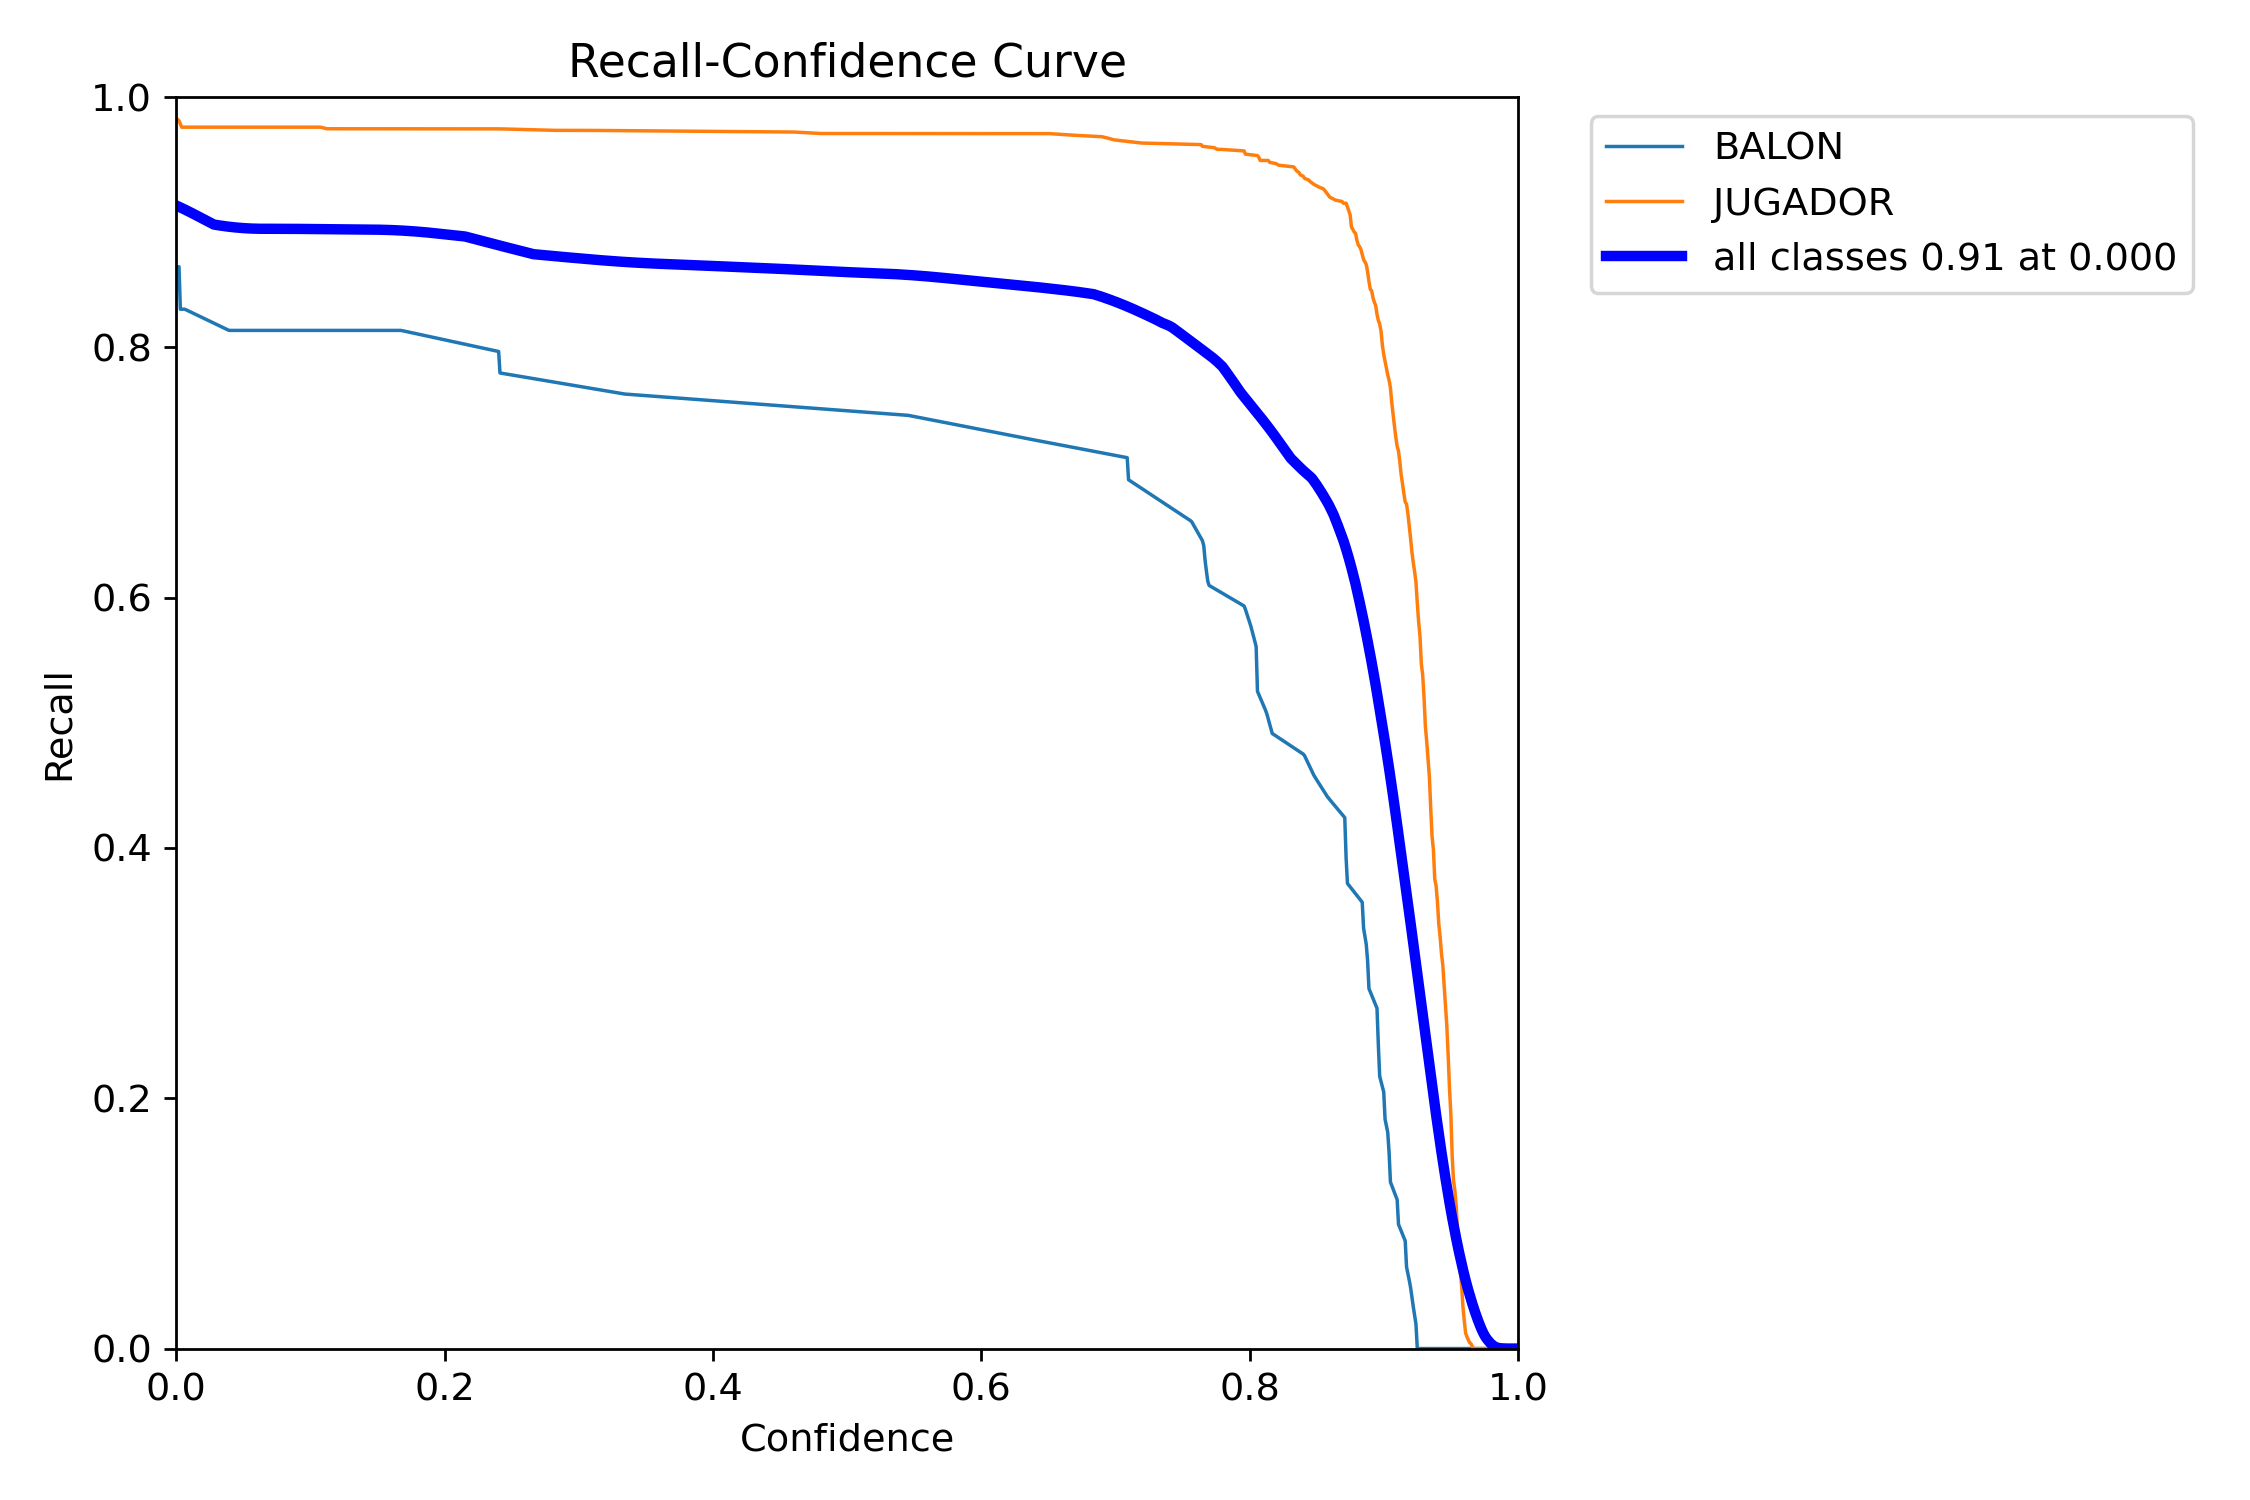 Recall-Confidence Curve
1.0
0.8
0.6
0.4
0.2
0.0
Recall
0.0 0.2 0.4 0.6 0.8 1.0
Confidence
BALON
JUGADOR
all classes 0.91 at 0.000